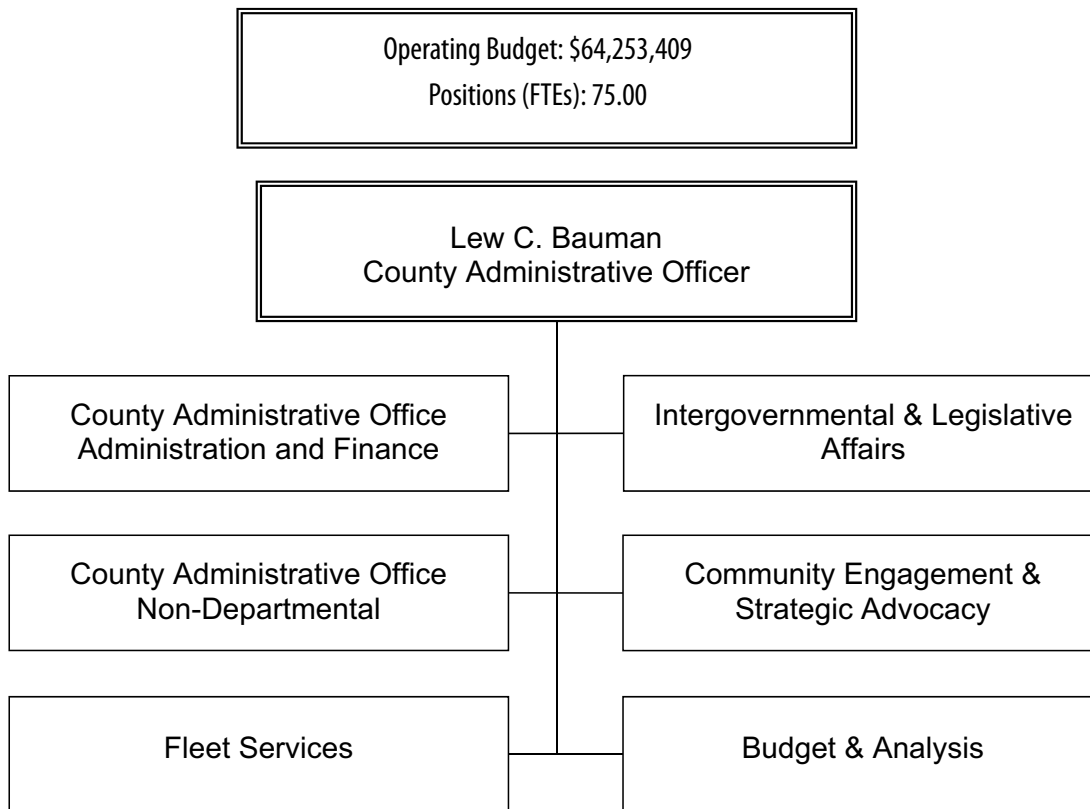 Operating Budget: $64,253,409
Positions (FTEs): 75.00
Lew C. Bauman
County Administrative Officer
County Administrative Office
Administration and Finance
Intergovernmental & Legislative
Affairs
County Administrative Office
Non-Departmental
Community Engagement &
Strategic Advocacy
Fleet Services
Budget & Analysis